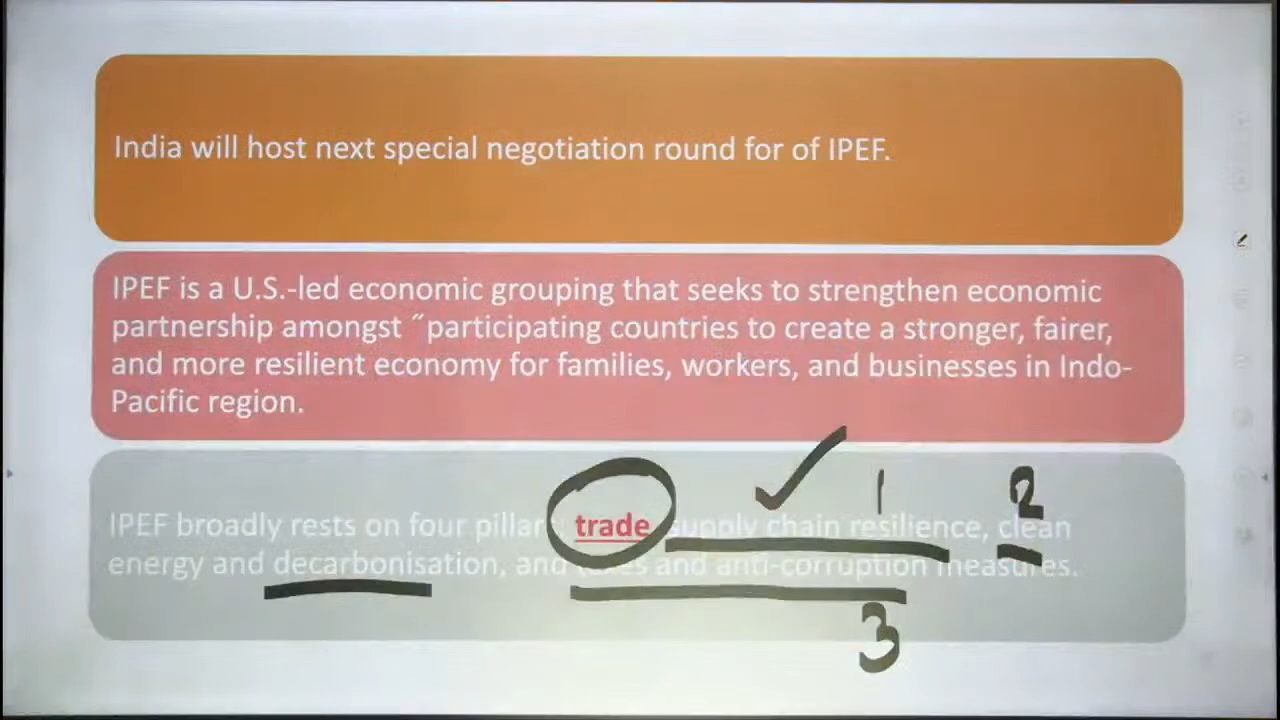 India will host next special negotiation round for of IPEF.
IPEF is a U.S.-led economic grouping that seeks to strengthen economic
partnership amongst ˝participating countries to create a stronger, fairer,
and more resilient economy for families, workers, and businesses in Indo-
Pacific region.
1 2
IPEF broadly rests on four pillars: trade, supply chain resilience, clean
energy and decarbonisation, and taxes and anti-corruption measures.
3